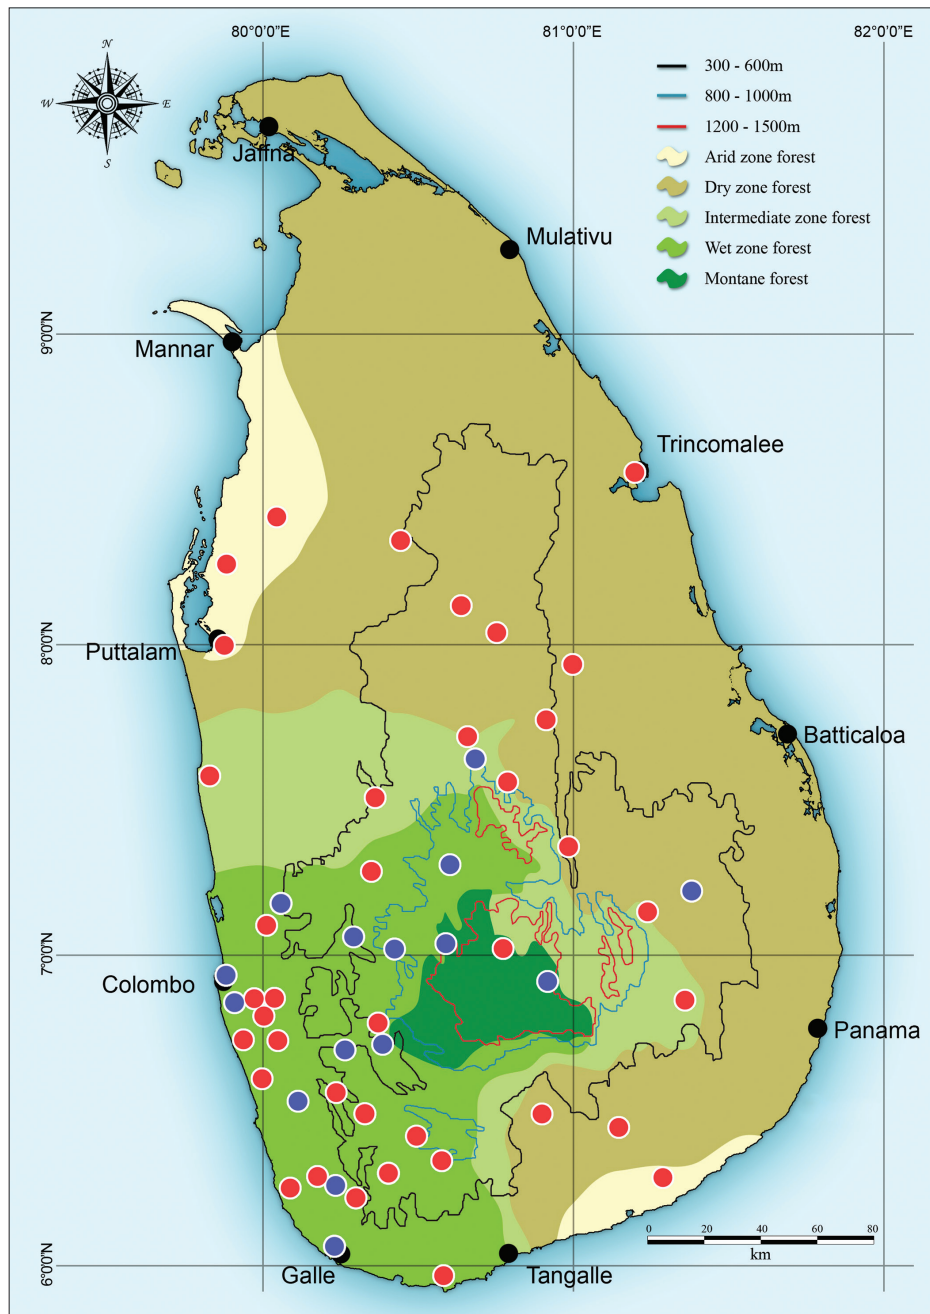 80°0'0"E
81°0'0"E
82°0'0"E
N
W
E
S
300 - 600m
800 - 1000m
1200 - 1500m
Arid zone forest
Dry zone forest
Intermediate zone forest
Wet zone forest
Montane forest
Jaffna
Mulativu
9°0'0"N
Mannar
Trincomalee
8°0'0"N
Puttalam
Batticaloa
7°0'0"N
Colombo
Panama
6°0'0"N
Galle
Tangalle
0 20 40 60 80
km